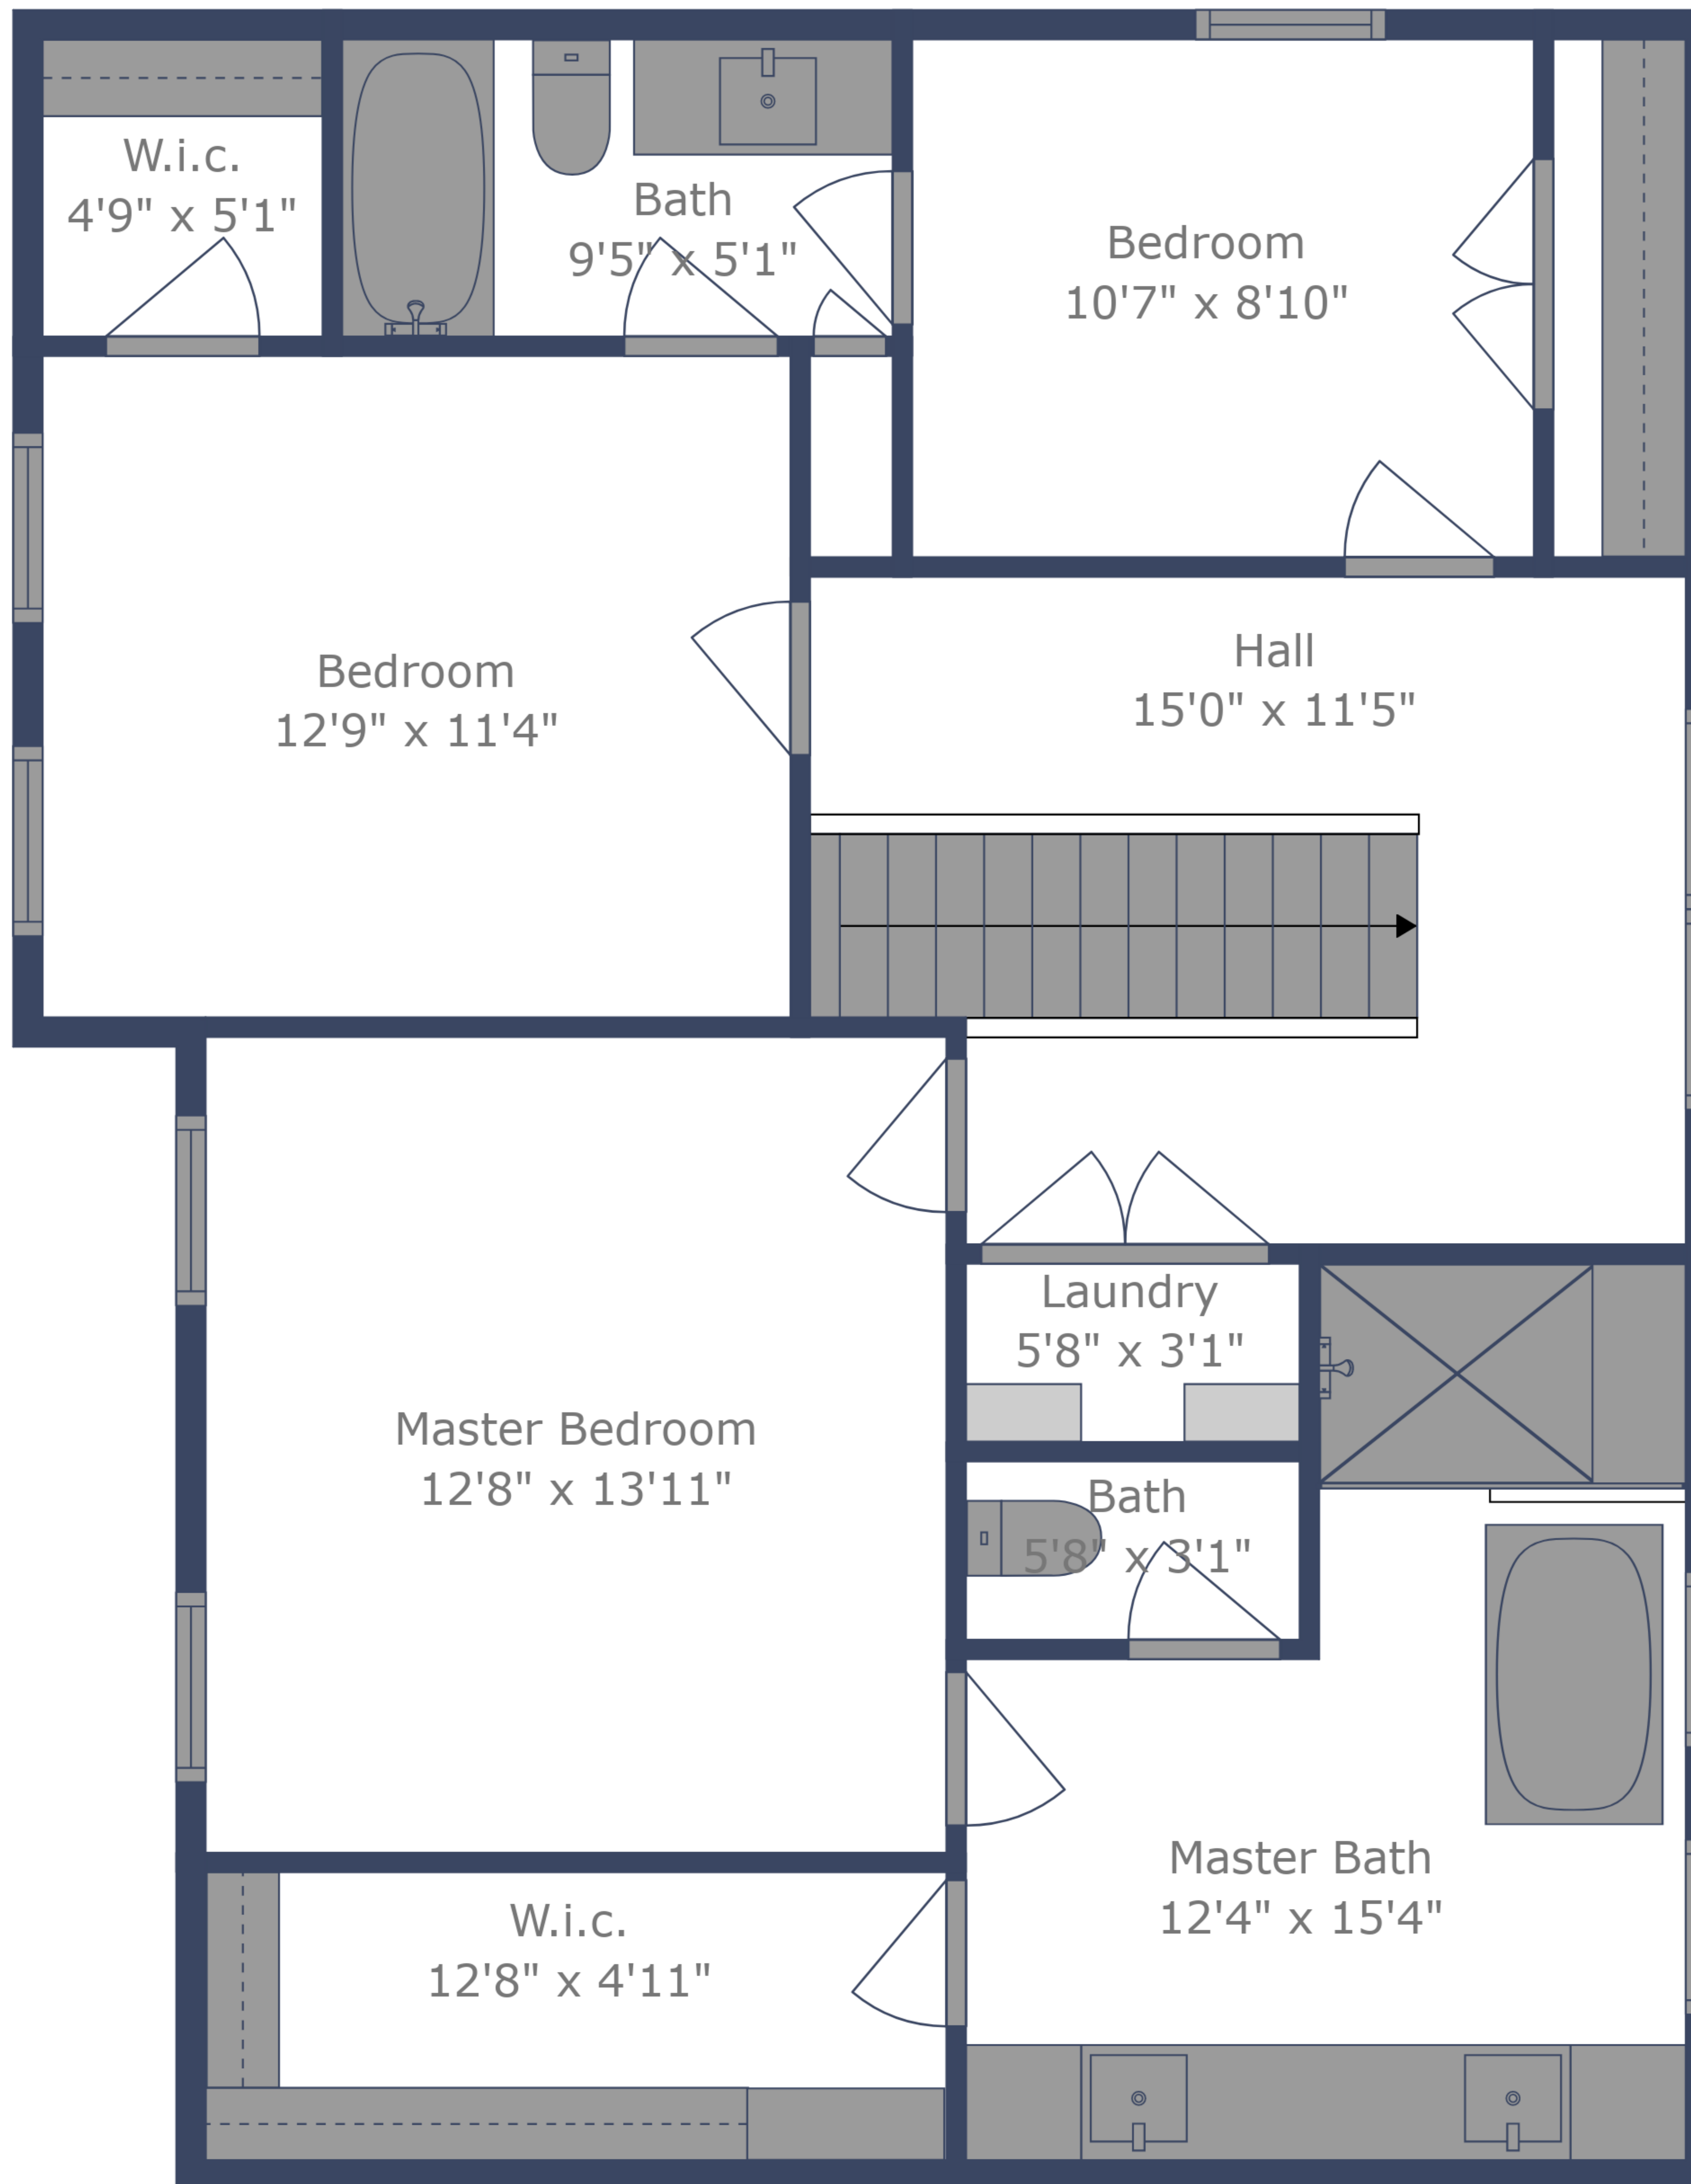 W.i.c.
4'9" x 5'1"
Bath
9'5" x 5'1"
Bedroom
10'7" x 8'10"
Bedroom
12'9" x 11'4"
Hall
15'0" x 11'5"
Laundry
5'8" x 3'1"
Master Bedroom
12'8" x 13'11"
Bath
5'8" x 3'1"
Master Bath
12'4" x 15'4"
W.i.c.
12'8" x 4'11"